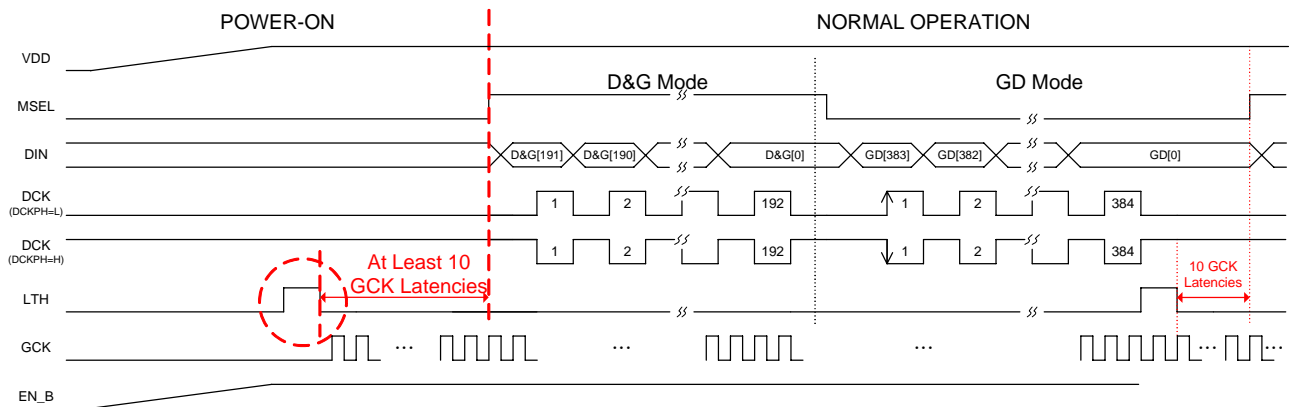 POWER-ON NORMAL OPERATION
VDD
D&G Mode GD Mode
MSEL
DIN D&G[191] D&G[190] D&G[0] GD[383] GD[382] GD[0]
DCK
(DCKPH=L) 1 2 192 1 2 384
DCK
(DCKPH=H) 1 2 192 1 2 384
At Least 10
GCK Latencies
10 GCK
Latencies
LTH
GCK ... ... ... ... ...
EN_B